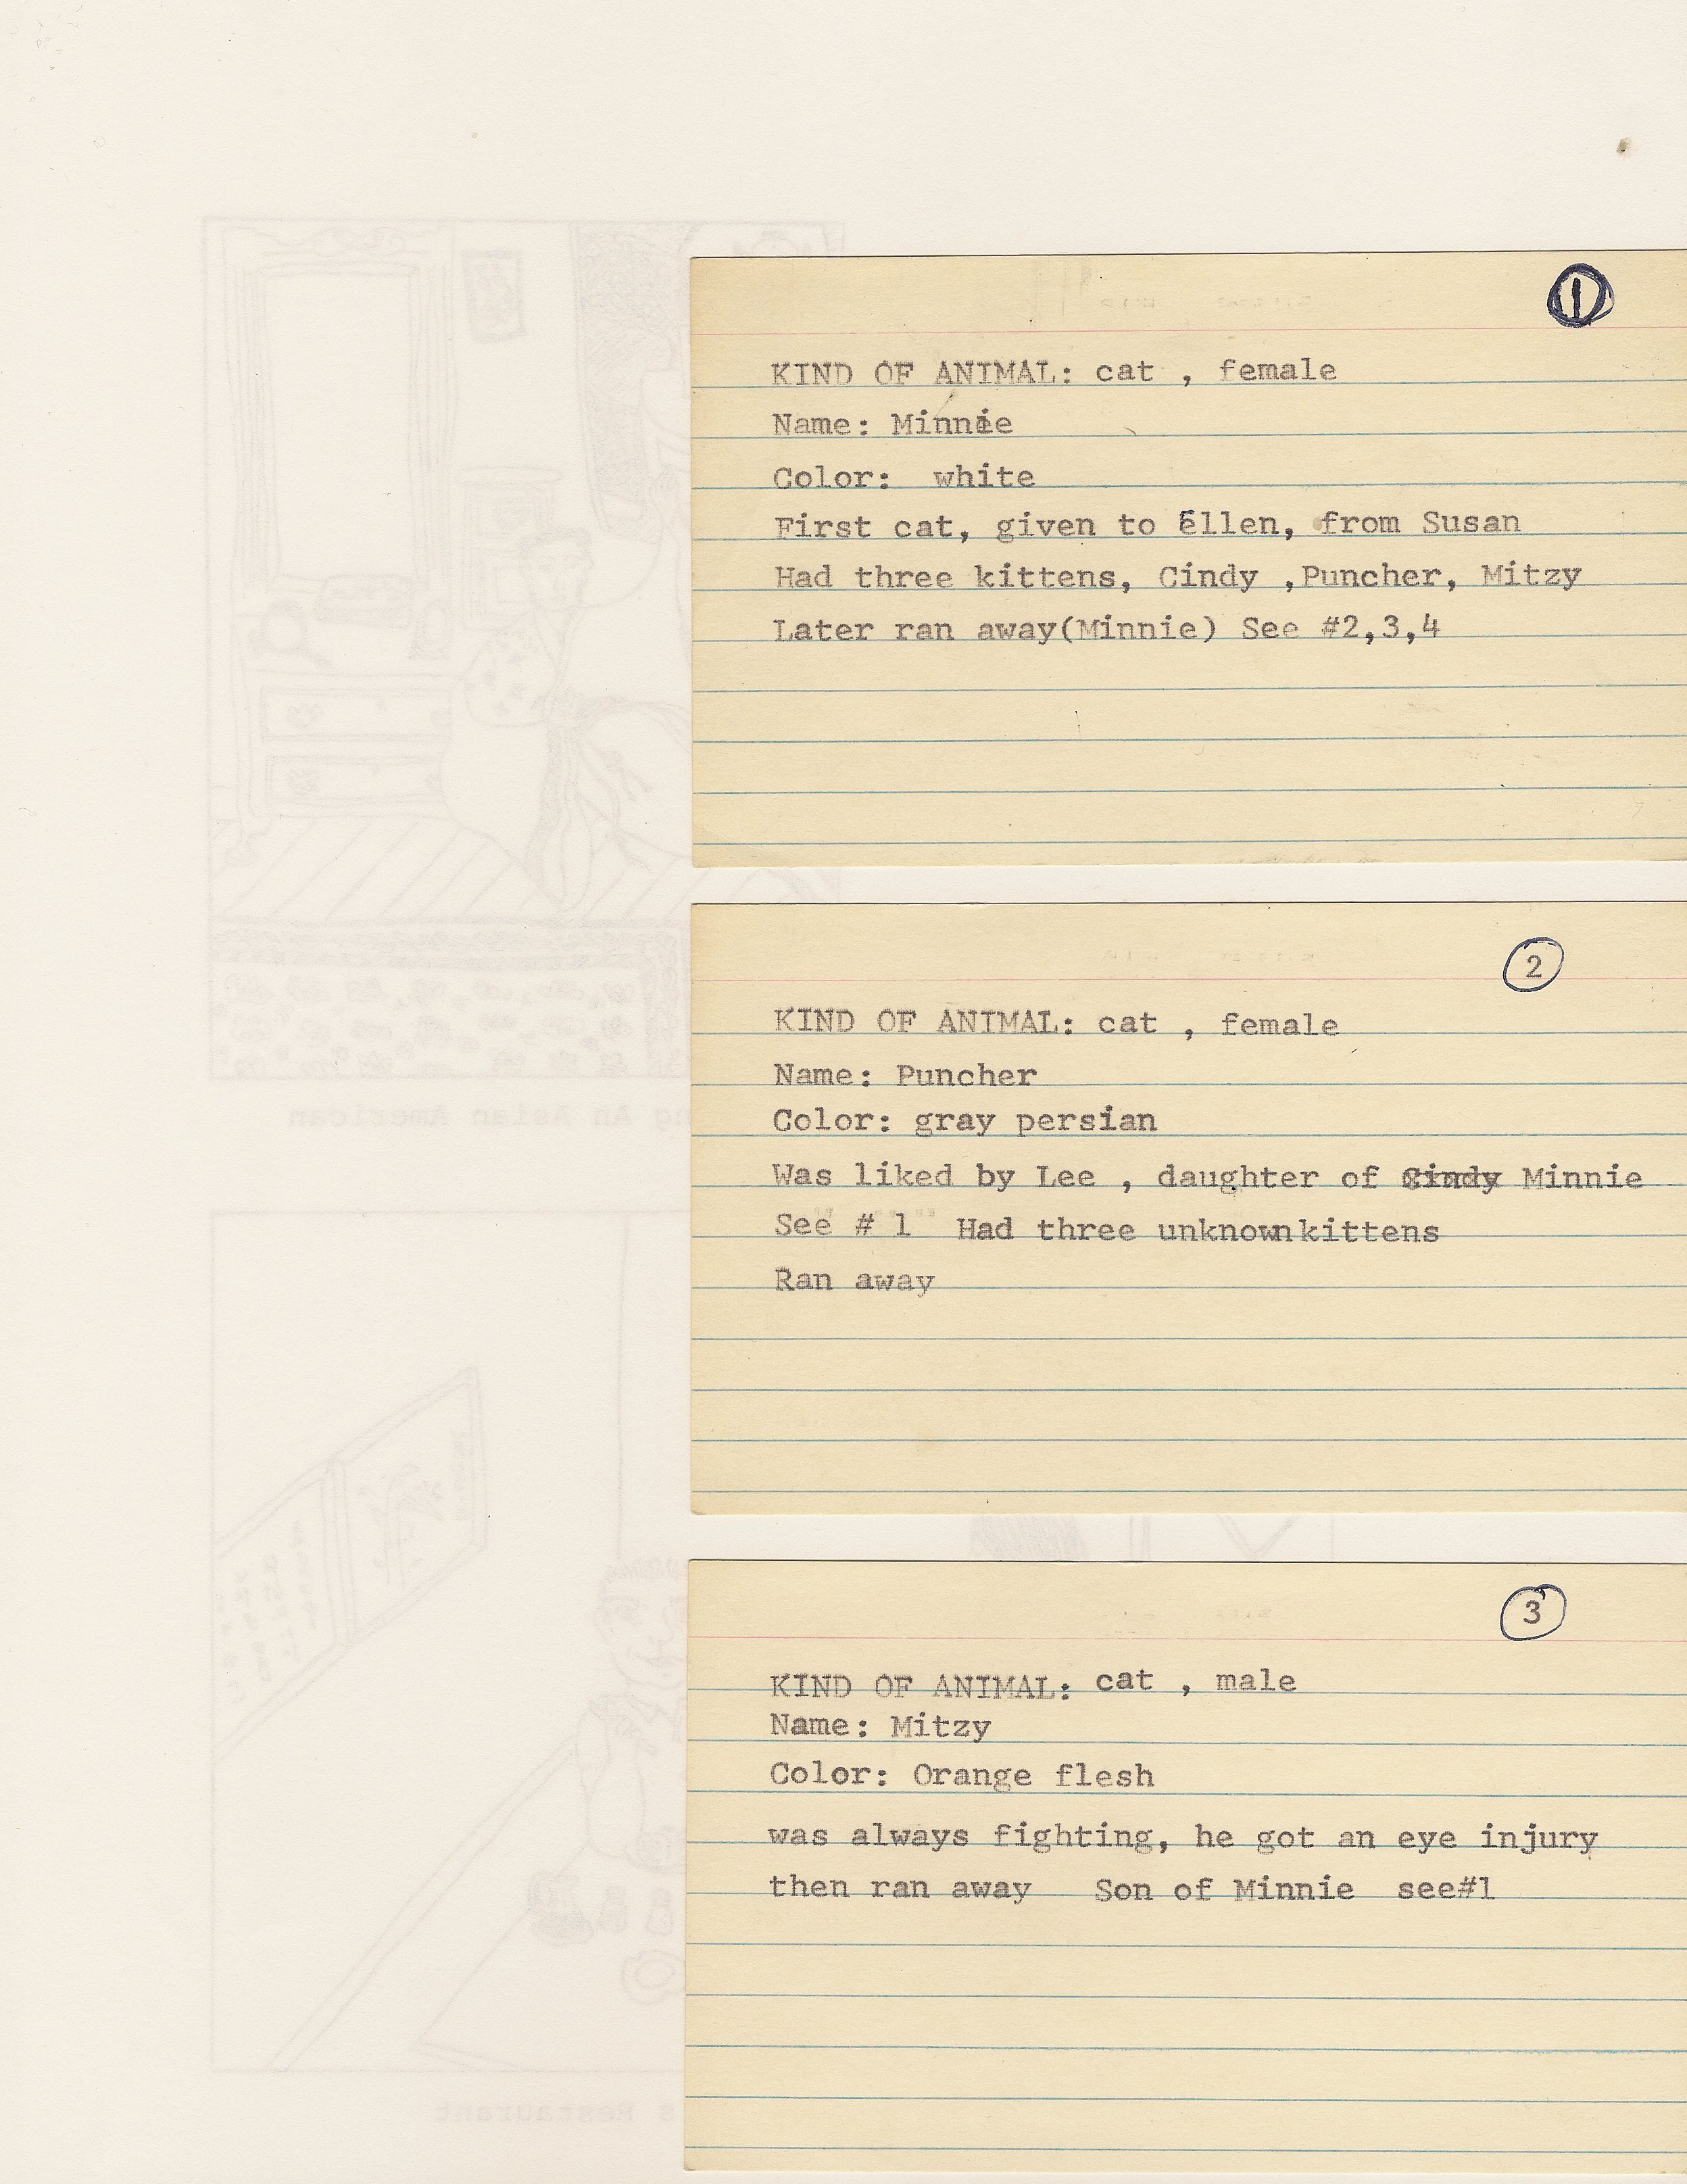 1
KIND OF ANIMAL: cat , female
Name: Minnie
Color: white
First cat, given to Ellen, from Susan
Had three kittens, Cindy ,Puncher, Mitzy
Later ran away(Minnie) See #2,3,4
2
KIND OF ANIMAL: cat , female
Name: Puncher
Color: gray persian
Was liked by Lee , daughter of Cindy Minnie
See # 1 Had three unknown kittens
Ran away
3
KIND OF ANIMAL: cat , male
Name: Mitzy
Color: Orange flesh
was always fighting, he got an eye injury
then ran away Son of Minnie see#1
An Asian American
s Restaurant